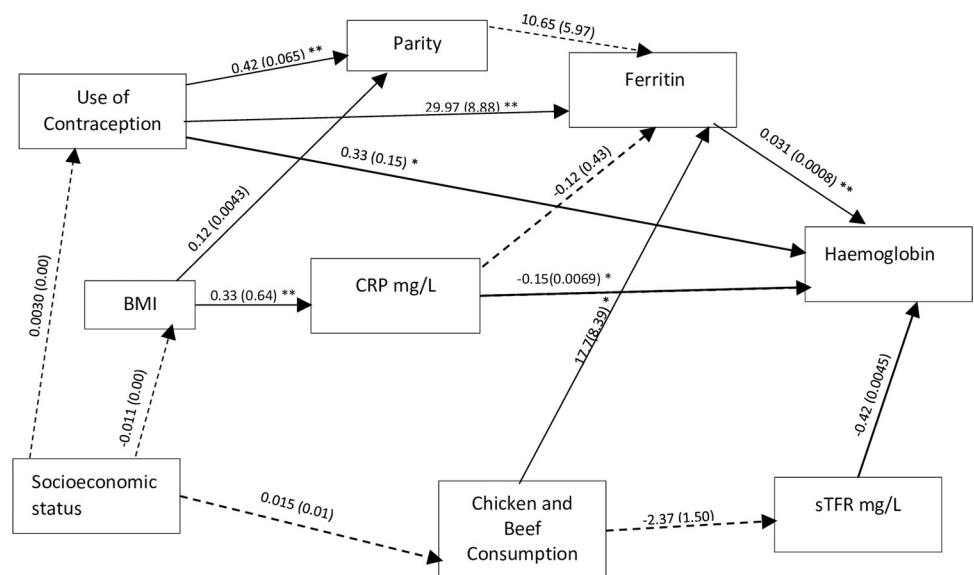 10.65 (5.97)
Parity
0.42 (0.065) **
Ferritin
Use of
Contraception
29.97 (8.88) **
0.031 (0.0008) **
0.33 (0.15) *
-0.12 (0.43)
0.12 (0.0043)
Haemoglobin
CRP mg/L
BMI
0.33 (0.64) **
-0.15(0.0069) *
0.0030 (0.00)
17.7(8.39) *
-0.011 (0.00)
-0.42 (0.0045)
Socioeconomic
status
0.015 (0.01)
Chicken and
Beef
Consumption
-2.37 (1.50)
sTFR mg/L